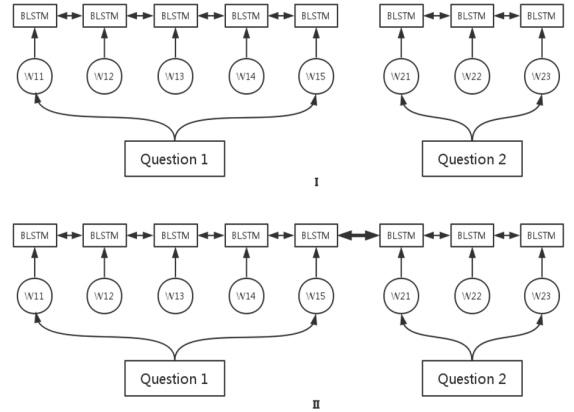 BLSTM BLSTM BLSTM BLSTM BLSTM BLSTM BLSTM BLSTM
W11 W12 W13 W14 W15 W21 W22 W23
Question 1 Question 2
I
BLSTM BLSTM BLSTM BLSTM BLSTM BLSTM BLSTM BLSTM
W11 W12 W13 W14 W15 W21 W22 W23
Question 1 Question 2
II